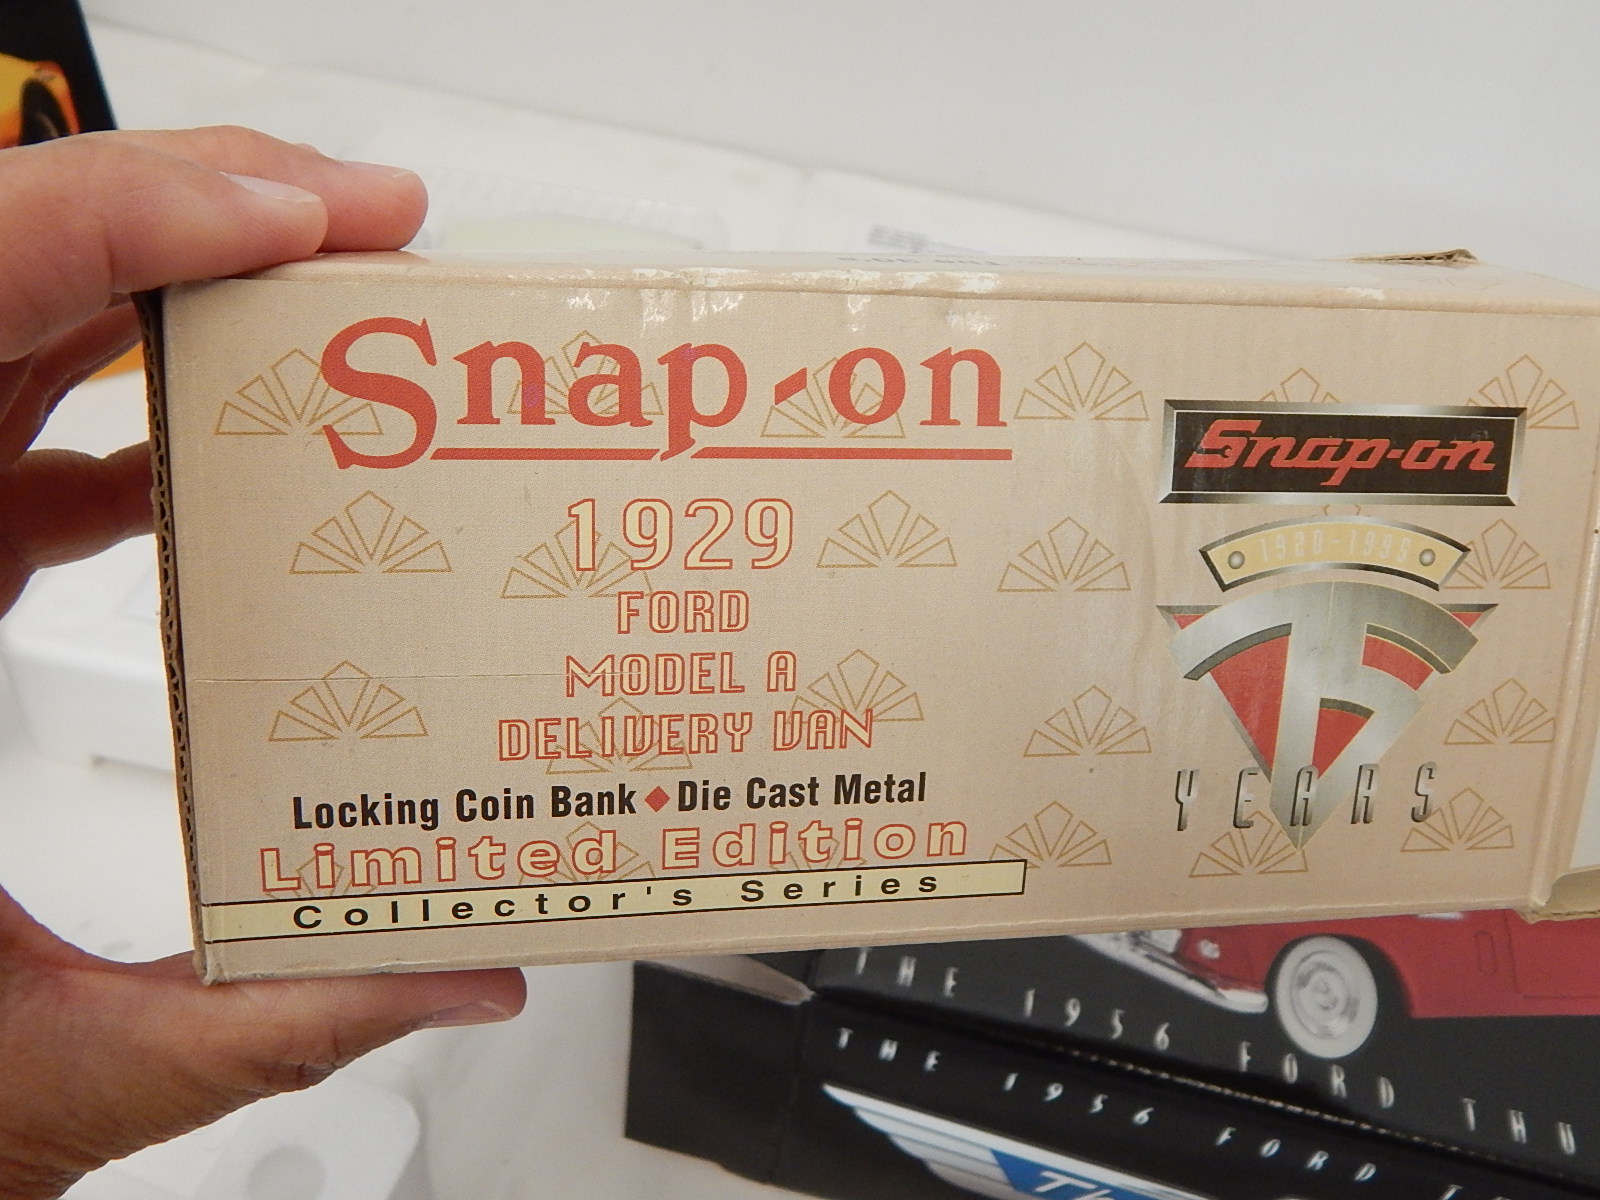 Snap-on
1929
FORD
MODEL A
DELIVERY VAN
Locking Coin Bank ◆ Die Cast Metal
Limited Edition
Collector's Series
Snap-on
1920-1995
75
YEARS
THE 1956 FORD THU
THE 1956 FORD T